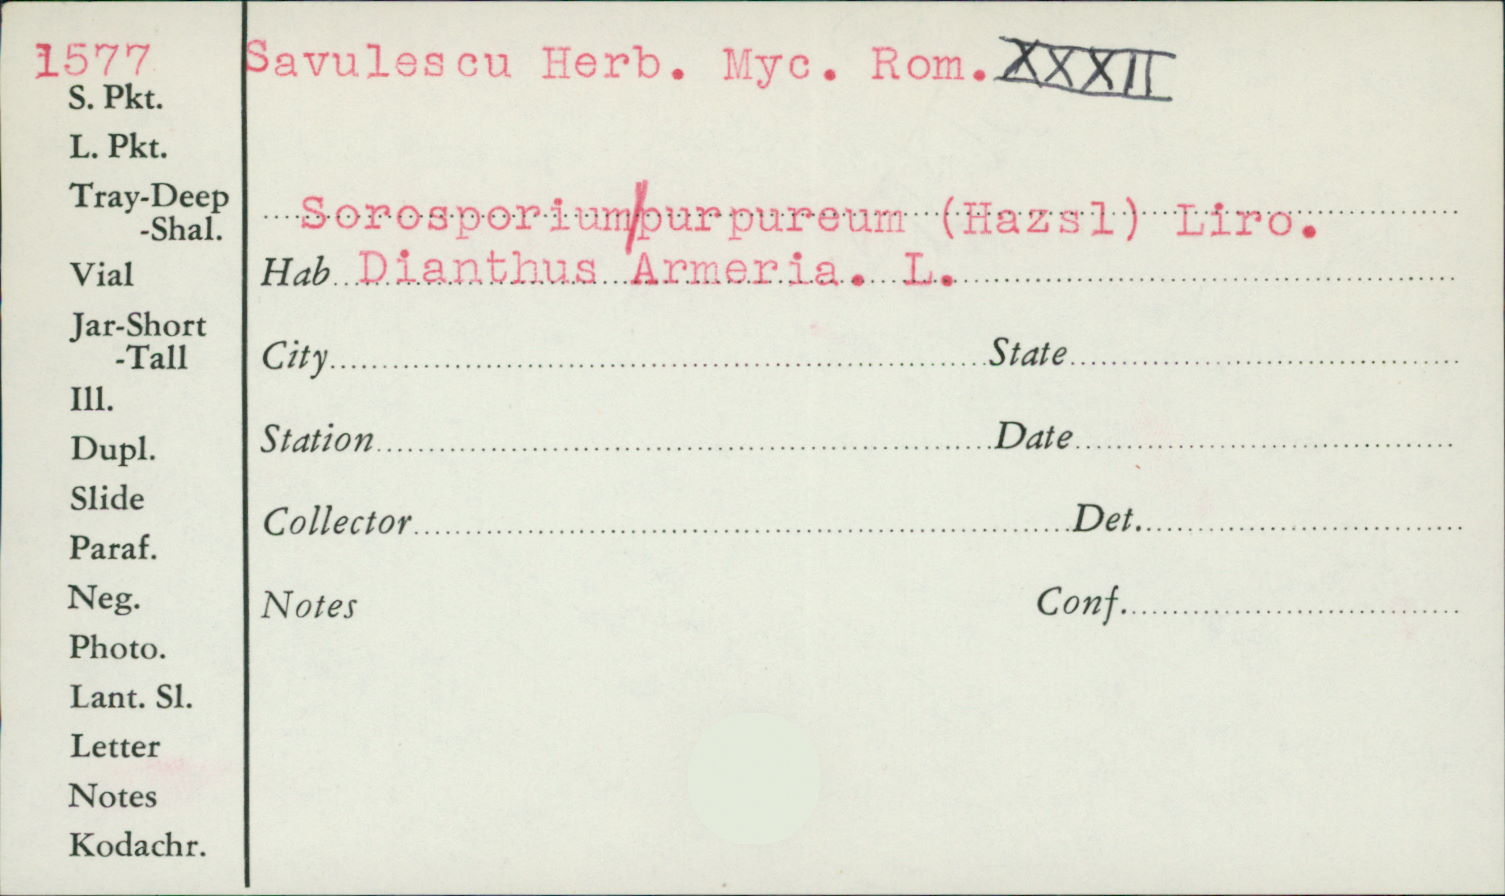 1577 Savulescu Herb. Myc. Rom. XXXII
S. Pkt.
L. Pkt.
Tray-Deep
-Shal.
Sorosporium/purpureum (Hazsl) Liro.
Vial
Hab Dianthus Armeria. L.
Jar-Short
-Tall
City State
Ill.
Dupl.
Station Date
Slide
Collector Det.
Paraf.
Neg.
Notes Conf.
Photo.
Lant. Sl.
Letter
Notes
Kodachr.